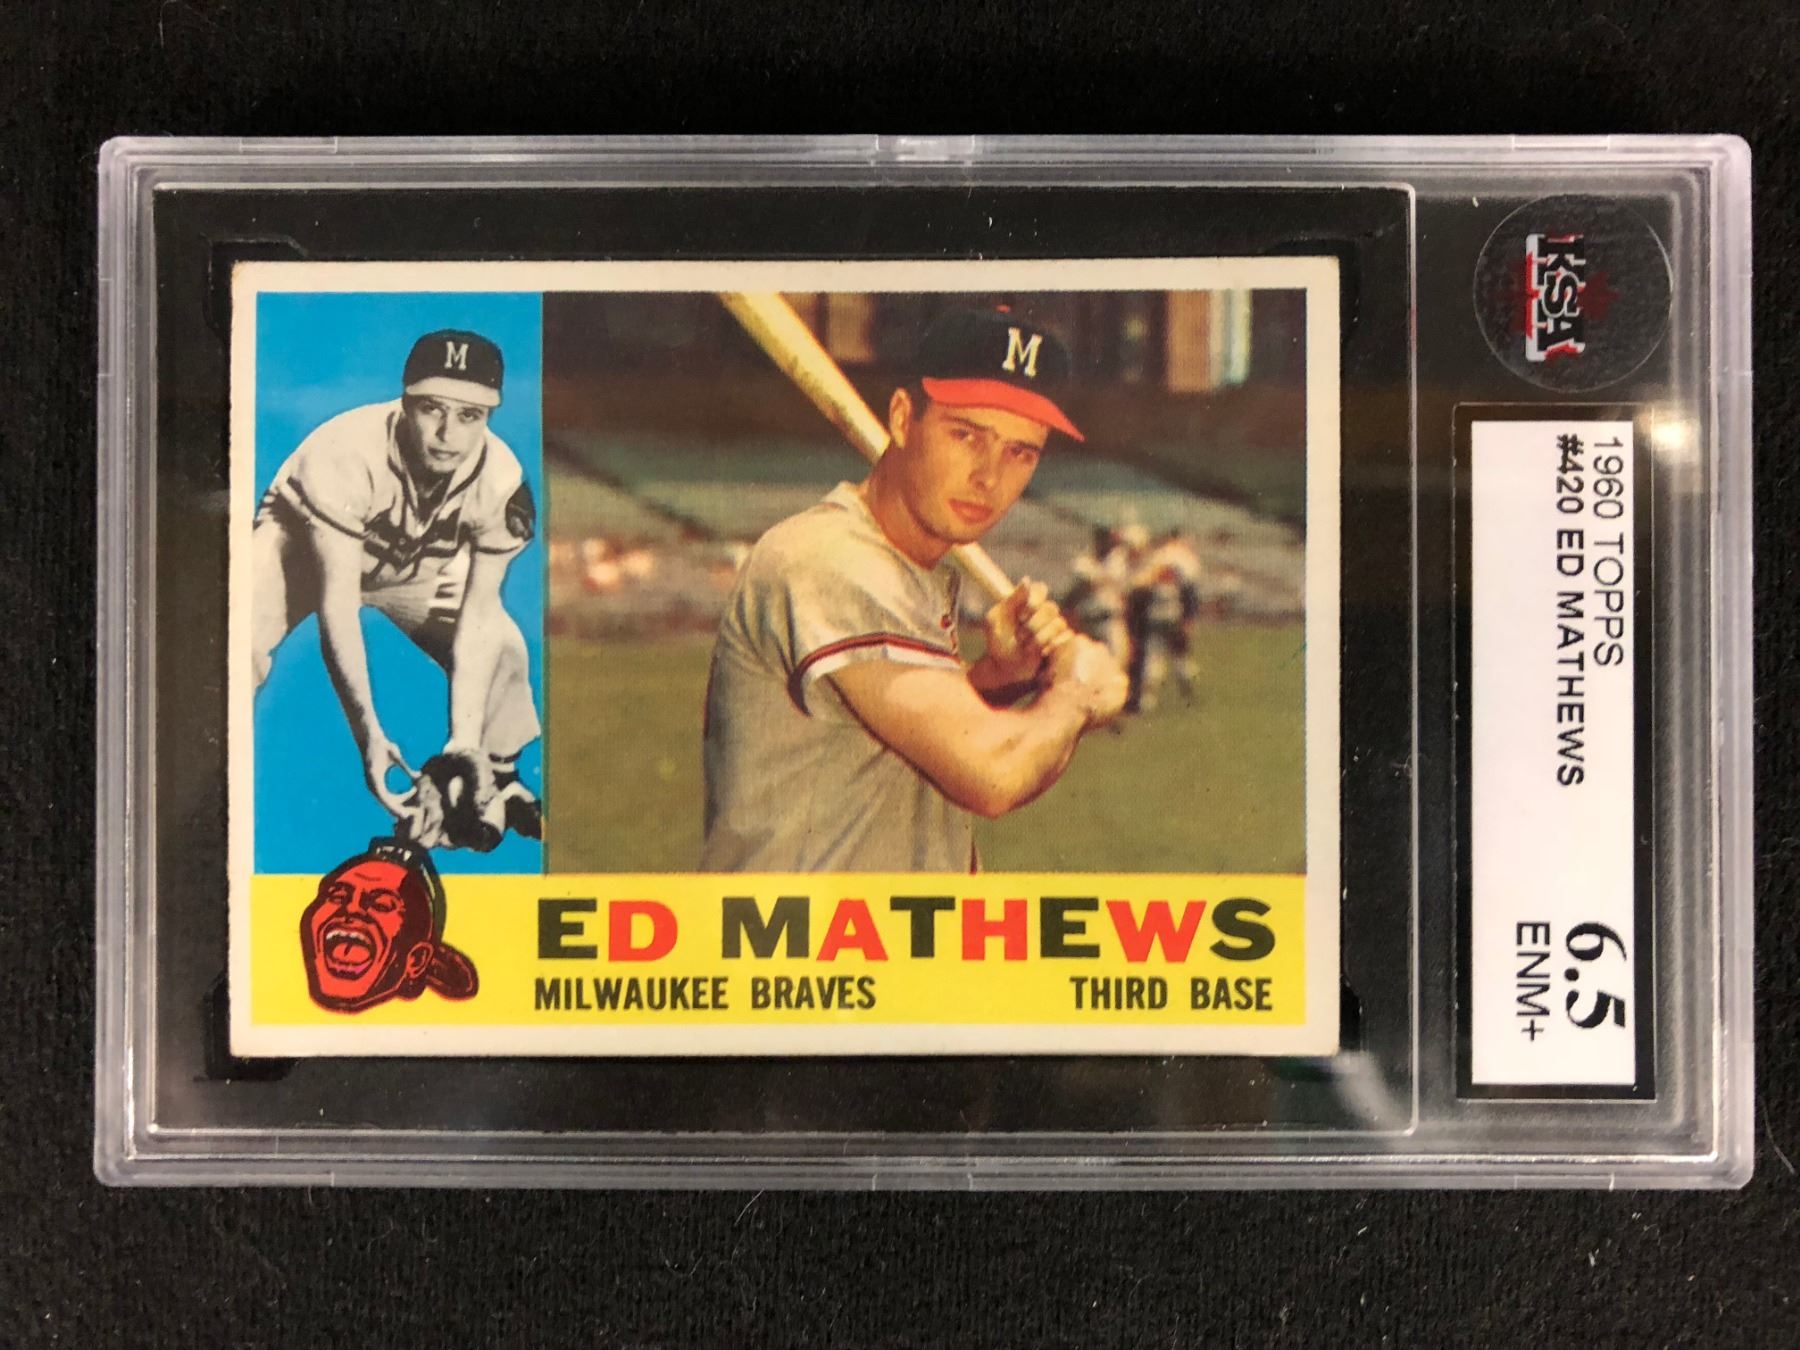 M
M
ED MATHEWS
MILWAUKEE BRAVES THIRD BASE
KSA
1960 TOPPS
#420 ED MATHEWS 6.5
ENM+